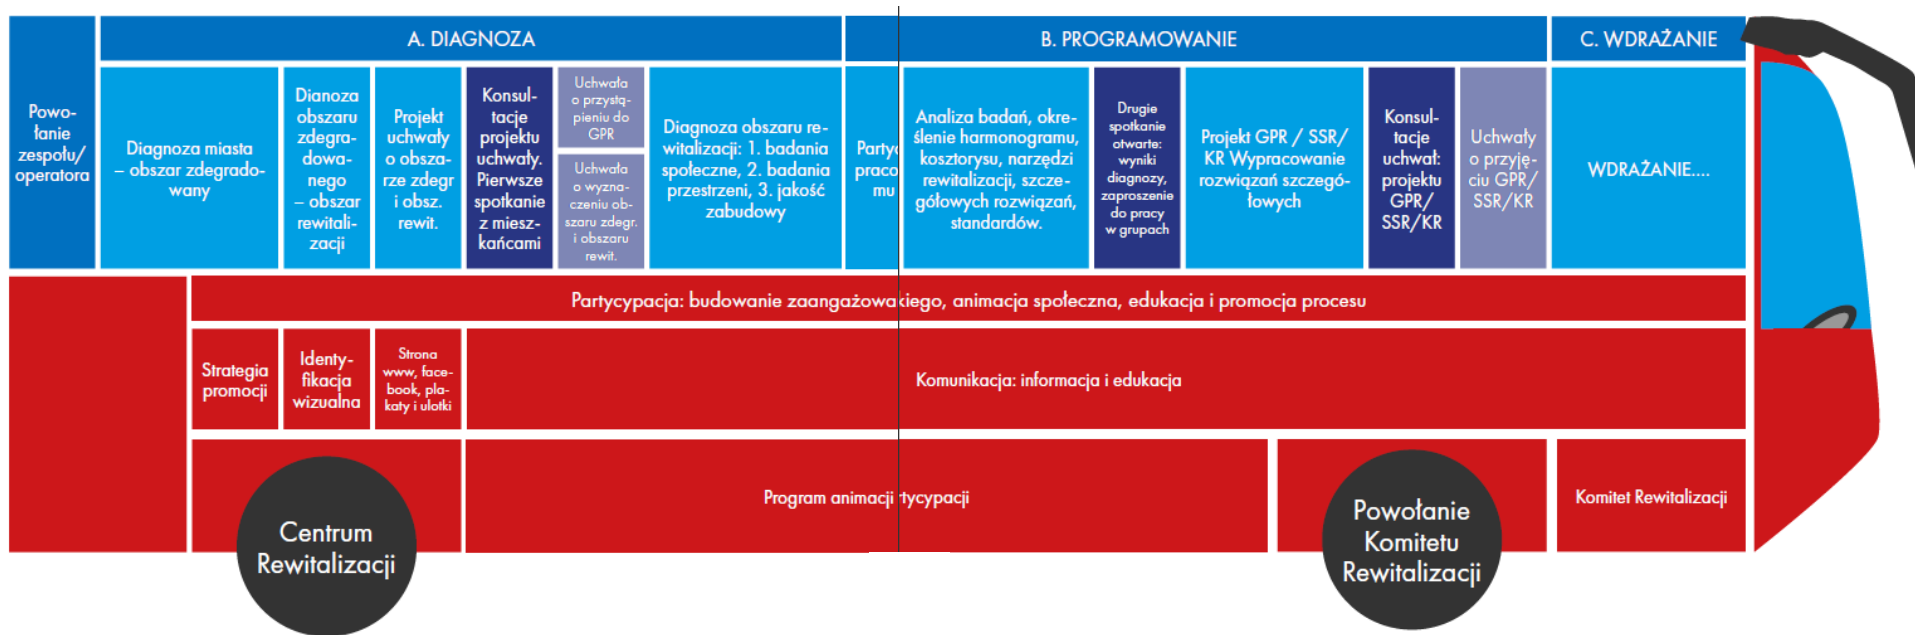 A. DIAGNOZA
B. PROGRAMOWANIE
C. WDRAŻANIE
Powo-
łanie
zespołu/
operatora
Diagnoza miasta
– obszar zdegrado-
wany
Dianoza
obszaru
zdegra-
dowa-
nego
– obszar
rewitali-
zacji
Projekt
uchwały
o obsza-
rze zdegr
i obsz.
rewit.
Konsul-
tacje
projektu
uchwały.
Pierwsze
spotkanie
z miesz-
kańcami
Uchwała
o przystą-
pieniu do
GPR
Uchwała
o wyzna-
czeniu ob-
szaru zdegr.
i obszaru
rewit.
Diagnoza obszaru re-
witalizacji: 1. badania
społeczne, 2. badania
przestrzeni, 3. jakość
zabudowy
Partyc
praco
mu
Analiza badań, okre-
ślenie harmonogramu,
kosztorysu, narzędzi
rewitalizacji, szcze-
gółowych rozwiązań,
standardów.
Drugie
spotkanie
otwarte:
wyniki
diagnozy,
zaproszenie
do pracy
w grupach
Projekt GPR / SSR/
KR Wypracowanie
rozwiązań szczegó-
łowych
Konsul-
tacje
uchwał:
projektu
GPR/
SSR/KR
Uchwały
o przyję-
ciu GPR/
SSR/KR
WDRAŻANIE....
Partycypacja: budowanie zaangażowakiego, animacja społeczna, edukacja i promocja procesu
Strategia
promocji
Identy-
fikacja
wizualna
Strona
www, face-
book, pla-
katy i ulotki
Komunikacja: informacja i edukacja
Centrum
Rewitalizacji
Program animacji rtycypacji
Powołanie
Komitetu
Rewitalizacji
Komitet Rewitalizacji